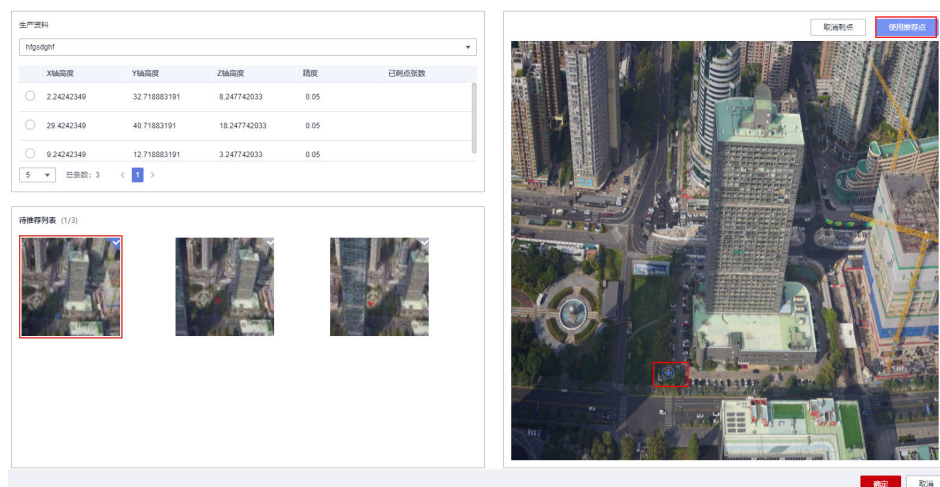 生产资料
hfgsdghf
X轴高度 Y轴高度 Z轴高度 精度 已刺点张数
2.24242349 32.718883191 8.247742033 0.05
29.4242349 40.71883191 18.247742033 0.05
9.24242349 12.718883191 3.247742033 0.05
5 总条数: 3 < 1 >
待推荐列表 (1/3)
取消刺点 使用推荐点
确定 取消